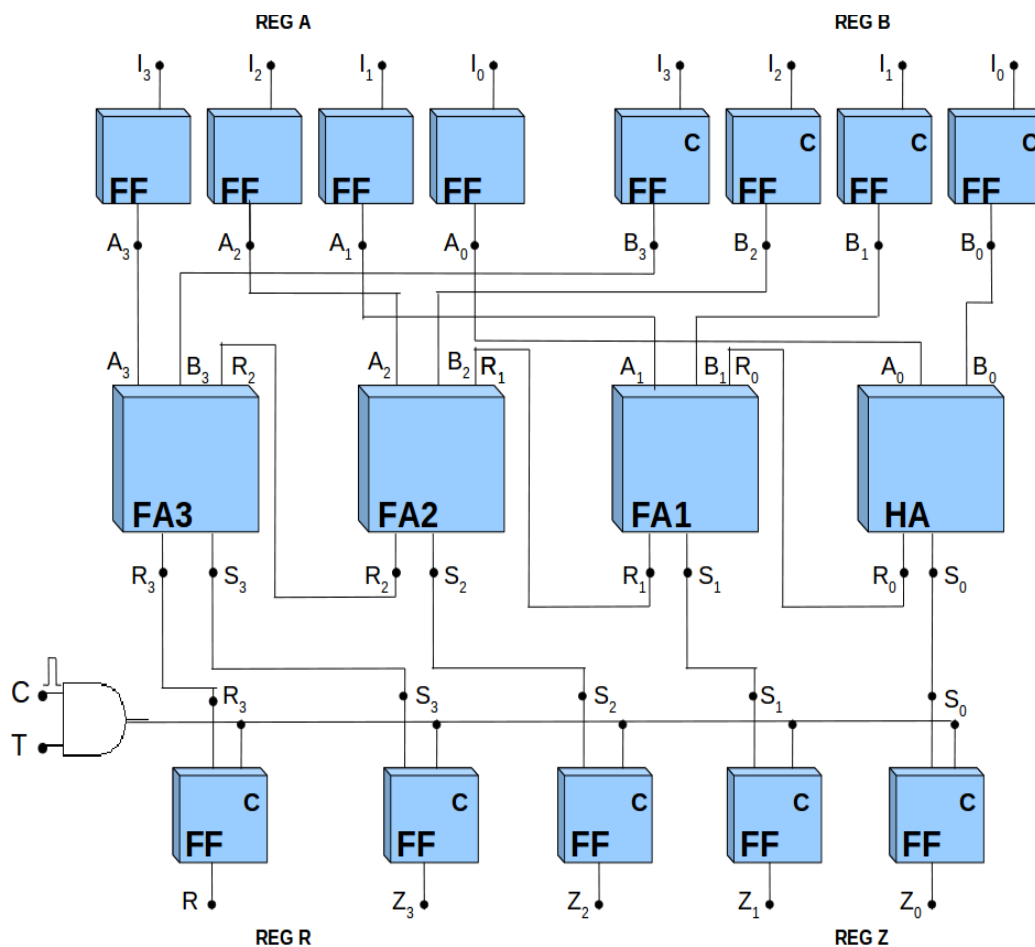 REG A REG B
I₃ I₂ I₁ I₀ I₃ I₂ I₁ I₀
C C C C
FF FF FF FF FF FF FF FF
A₃ A₂ A₁ A₀ B₃ B₂ B₁ B₀
A₃ B₃ R₂ A₂ B₂ R₁ A₁ B₁ R₀ A₀ B₀
FA3 FA2 FA1 HA
R₃ S₃ R₂ S₂ R₁ S₁ R₀ S₀
C R₃ S₃ S₂ S₁ S₀
T
C C C C C
FF FF FF FF FF
R Z₃ Z₂ Z₁ Z₀
REG R REG Z